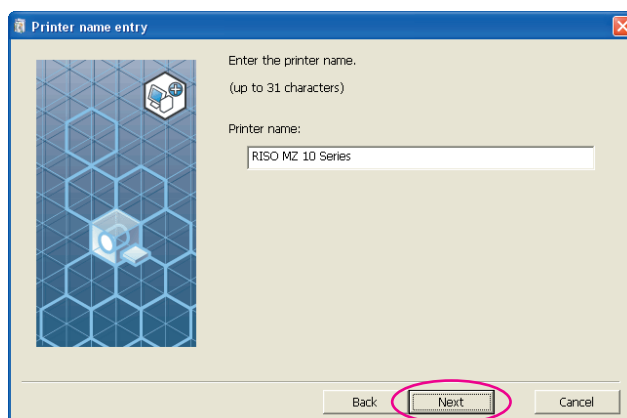 Printer name entry
Enter the printer name.
(up to 31 characters)
Printer name:
RISO MZ 10 Series
Back Next Cancel